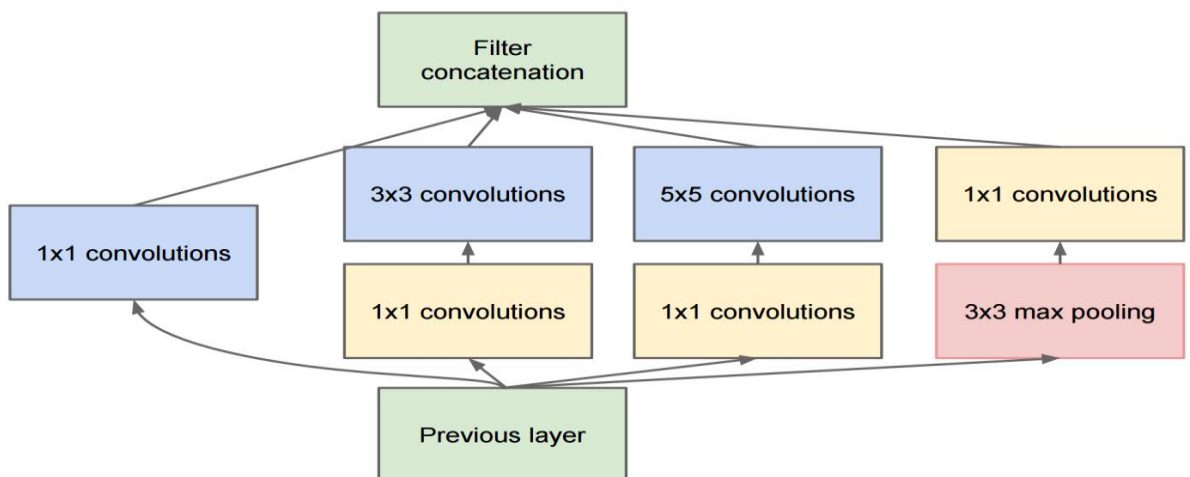 Filter
concatenation
3x3 convolutions
5x5 convolutions
1x1 convolutions
1x1 convolutions
1x1 convolutions
1x1 convolutions
3x3 max pooling
Previous layer